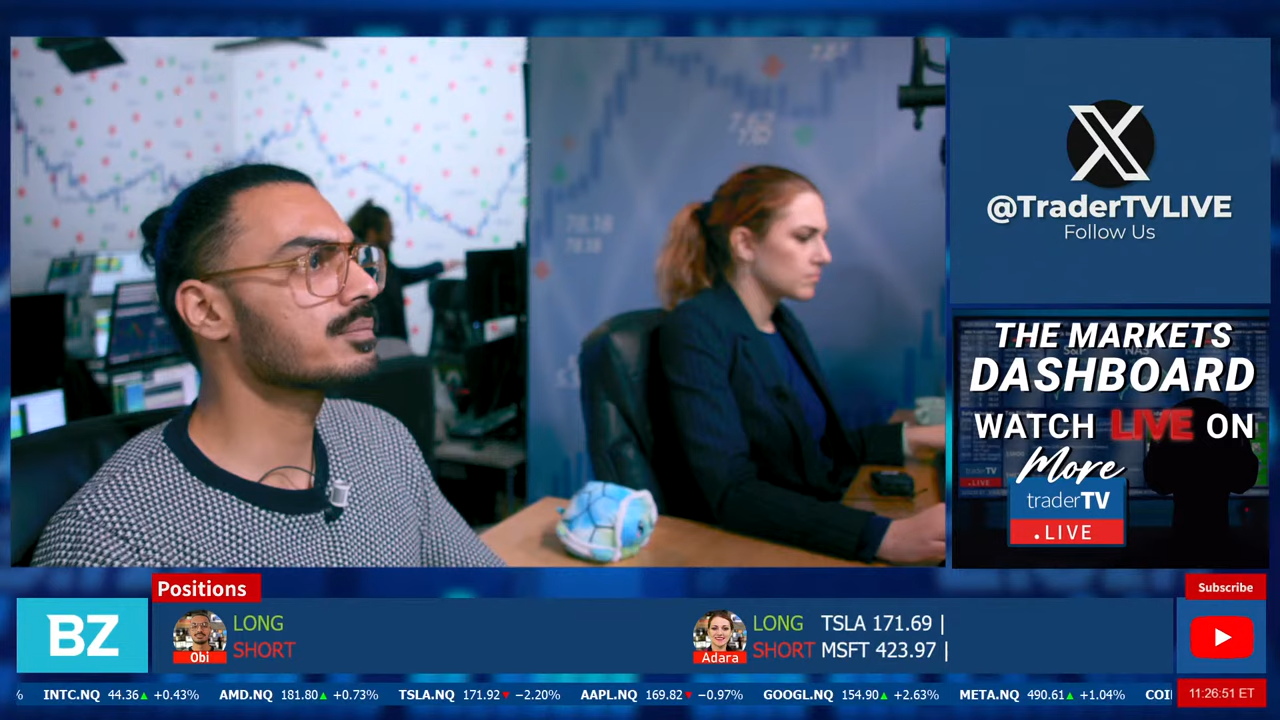 @TraderTVLIVE
Follow Us
THE MARKETS
DASHBOARD
WATCH LIVE ON
More
traderTV
.LIVE
Positions
Subscribe
BZ
Obi
LONG
SHORT
Adara
LONG TSLA 171.69 |
SHORT MSFT 423.97 |
% INTC.NQ 44.36▲ +0.43% AMD.NQ 181.80▲ +0.73% TSLA.NQ 171.92▼ −2.20% AAPL.NQ 169.82▼ −0.97% GOOGL.NQ 154.90▲ +2.63% META.NQ 490.61▲ +1.04% COI
11:26:51 ET